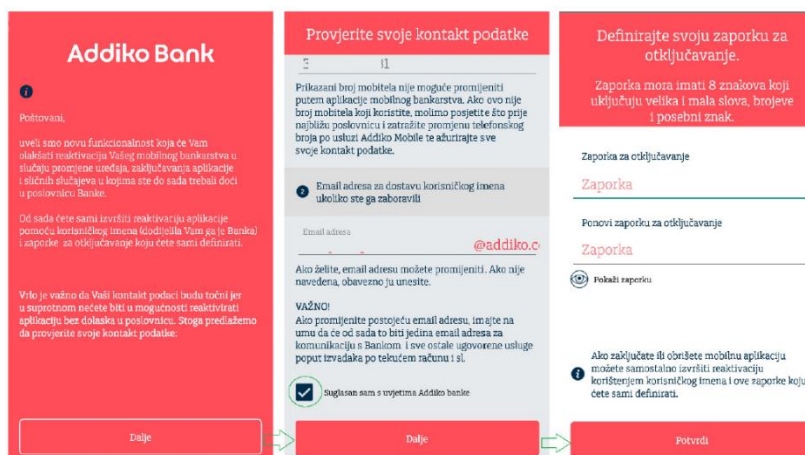 Addiko Bank
Poštovani,
uveli smo novu funkcionalnost koja će Vam
olakšati reaktivaciju Vašeg mobilnog bankarstva u
slučaju promjene uređaja, zaključavanja aplikacije
i sličnih slučajeva u kojima ste do sada trebali doći
u poslovnicu Banke.
Od sada ćete sami izvršiti reaktivaciju aplikacije
pomoću korisničkog imena (dodijelila Vam ga je Banka)
i zaporke za otključavanje koju ćete sami definirati.
Vrlo je važno da Vaši kontakt podaci budu točni jer
u suprotnom nećete biti u mogućnosti reaktivirati
aplikaciju bez dolaska u poslovnicu. Stoga predlažemo
da provjerite svoje kontakt podatke:
Dalje
Provjerite svoje kontakt podatke
Prikazani broj mobitela nije moguće promijeniti
putem aplikacije mobilnog bankarstva. Ako ovo nije
broj mobitela koji koristite, molimo posjetite što prije
najbližu poslovnicu i zatražite promjenu telefonskog
broja po usluzi Addiko Mobile te ažurirajte sve
svoje kontakt podatke.
2 Email adresa za dostavu korisničkog imena
ukoliko ste ga zaboravili
Email adresa
@addiko.c
Ako želite, email adresu možete promijeniti. Ako nije
navedena, obavezno ju unesite.
VAŽNO!
Ako promijenite postojeću email adresu, imajte na
umu da će od sada to biti jedina email adresa za
komunikaciju s Bankom i sve ostale ugovorene usluge
poput izvadaka po tekućem računu i sl.
Suglasan sam s uvjetima Addiko banke
Dalje
Definirajte svoju zaporku za
otključavanje.
Zaporka mora imati 8 znakova koji
uključuju velika i mala slova, brojeve
i posebni znak.
Zaporka za otključavanje
Zaporka
Ponovi zaporku za otključavanje
Zaporka
Pokaži zaporku
Ako zaključate ili obrišete mobilnu aplikaciju
možete samostalno izvršiti reaktivaciju
korištenjem korisničkog imena i ove zaporke koju
ćete sami definirati.
Potvrdi